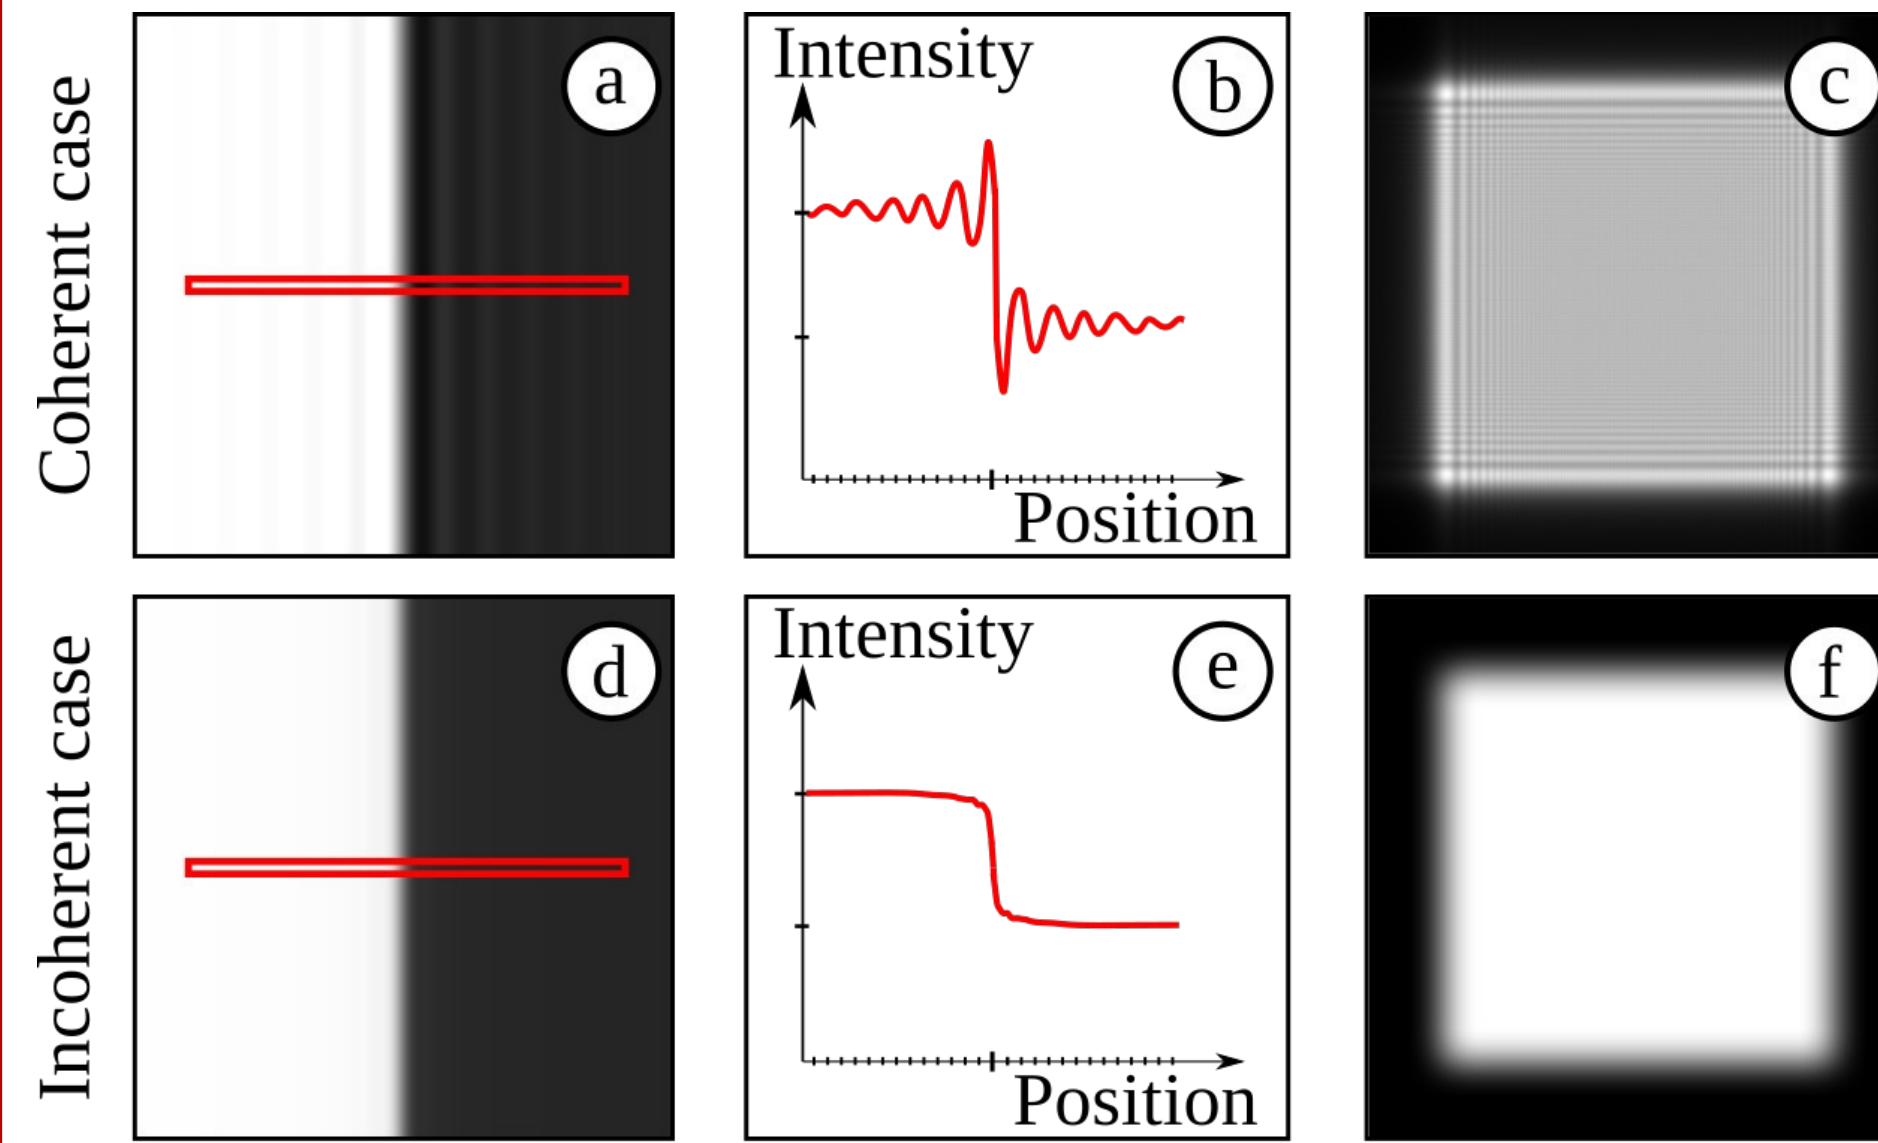 Coherent case
a
Intensity
b
Position
c
Incoherent case
d
Intensity
e
Position
f